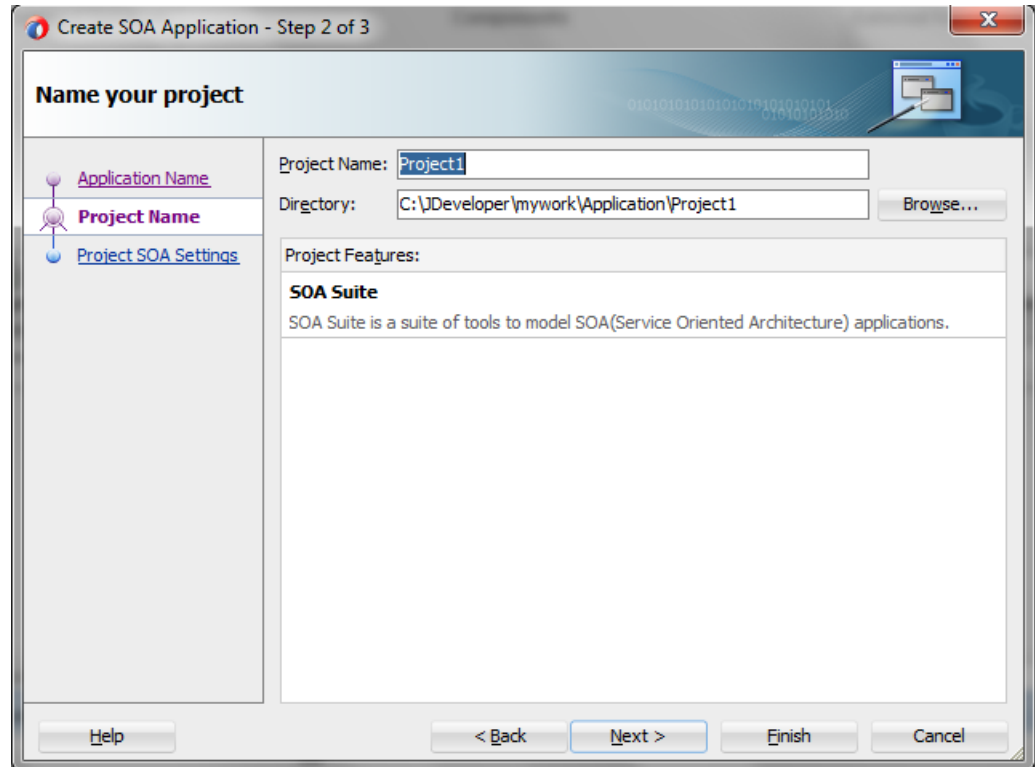 Create SOA Application - Step 2 of 3
Name your project
Application Name
Project Name
Project SOA Settings
Project Name: Project1
Directory: C:\JDeveloper\mywork\Application\Project1 Browse...
Project Features:
SOA Suite
SOA Suite is a suite of tools to model SOA(Service Oriented Architecture) applications.
Help < Back Next > Finish Cancel